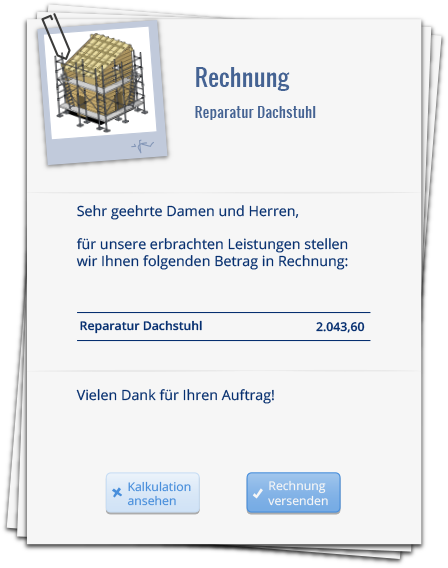 Rechnung
Reparatur Dachstuhl
Sehr geehrte Damen und Herren,
für unsere erbrachten Leistungen stellen
wir Ihnen folgenden Betrag in Rechnung:
Reparatur Dachstuhl 2.043,60
Vielen Dank für Ihren Auftrag!
Kalkulation
ansehen
Rechnung
versenden